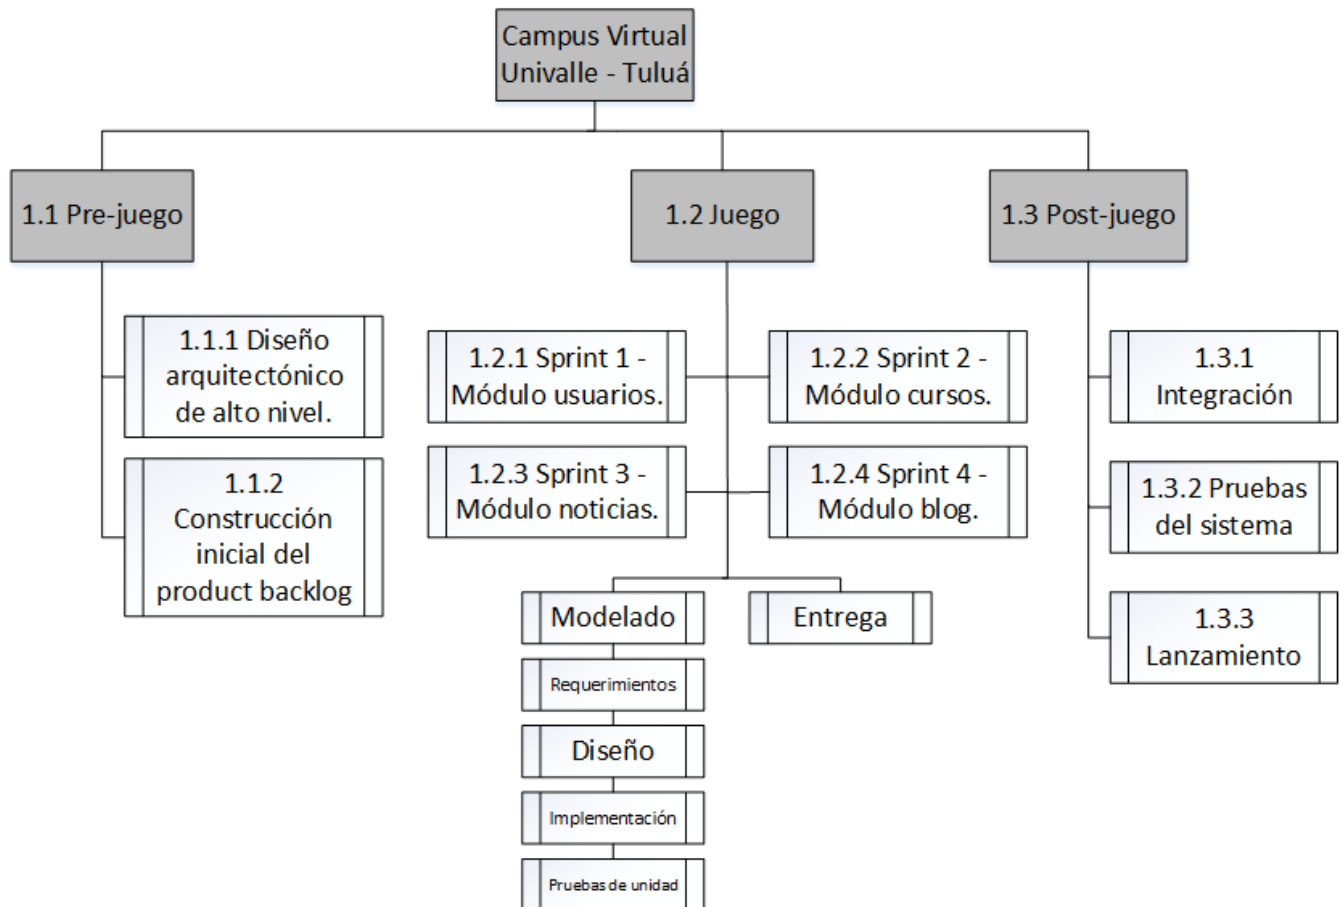 Campus Virtual
Univalle - Tuluá
1.1 Pre-juego
1.2 Juego
1.3 Post-juego
1.1.1 Diseño
arquitectónico
de alto nivel.
1.1.2
Construcción
inicial del
product backlog
1.2.1 Sprint 1 -
Módulo usuarios.
1.2.2 Sprint 2 -
Módulo cursos.
1.2.3 Sprint 3 -
Módulo noticias.
1.2.4 Sprint 4 -
Módulo blog.
Modelado
Requerimientos
Diseño
Implementación
Pruebas de unidad
Entrega
1.3.1
Integración
1.3.2 Pruebas
del sistema
1.3.3
Lanzamiento